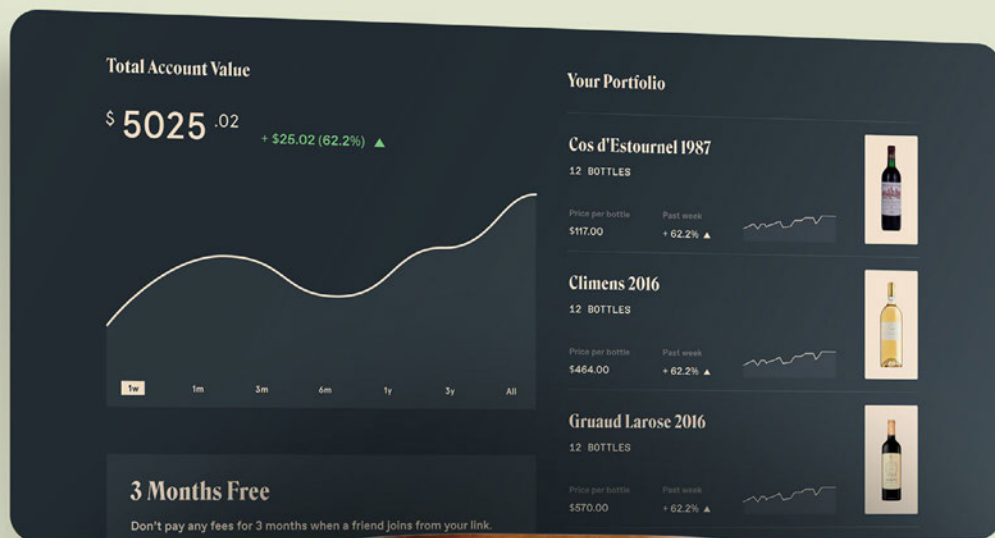 Total Account Value
$ 5025 .02
+ $25.02 (62.2%) ▲
1w 1m 3m 6m 1y 3y All
3 Months Free
Don't pay any fees for 3 months when a friend joins from your link.
Your Portfolio
Cos d'Estournel 1987
12 BOTTLES
Price per bottle Past week
$117.00 + 62.2% ▲
Climens 2016
12 BOTTLES
Price per bottle Past week
$464.00 + 62.2% ▲
Gruaud Larose 2016
12 BOTTLES
Price per bottle Past week
$570.00 + 62.2% ▲